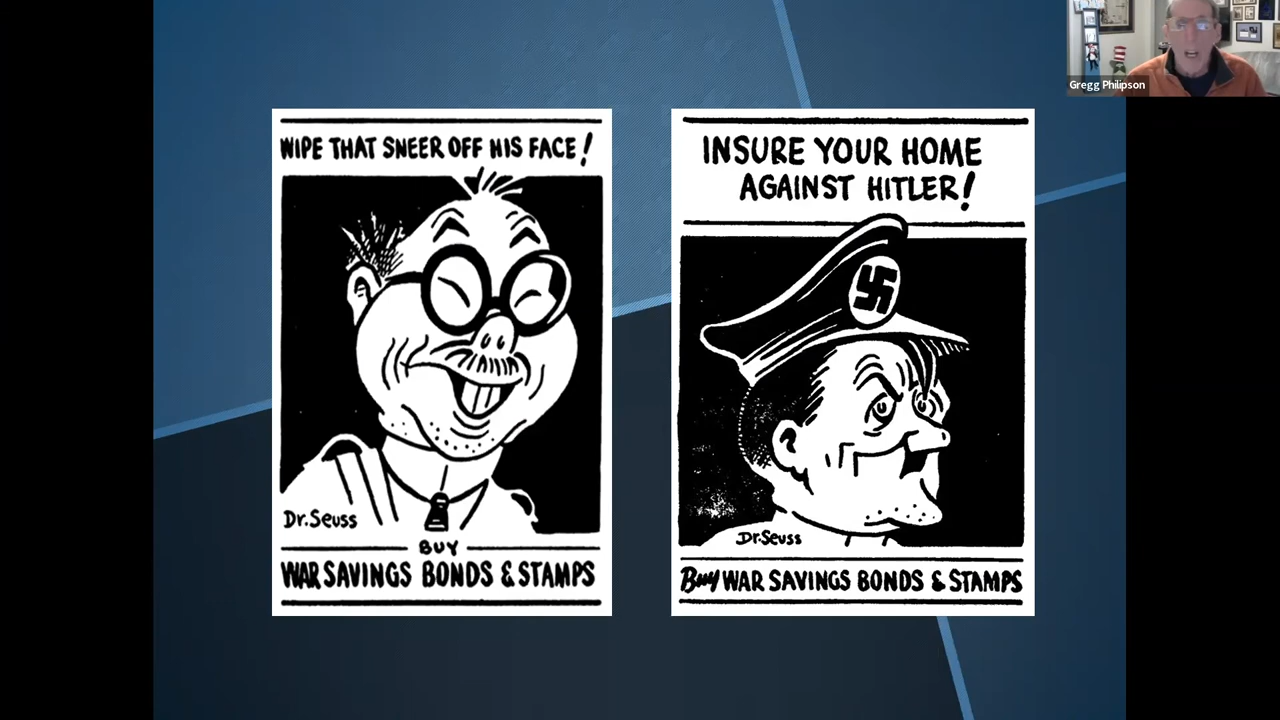 WIPE THAT SNEER OFF HIS FACE!
Dr. Seuss
BUY
WAR SAVINGS BONDS & STAMPS
INSURE YOUR HOME
AGAINST HITLER!
Dr. Seuss
Buy WAR SAVINGS BONDS & STAMPS
Gregg Philipson